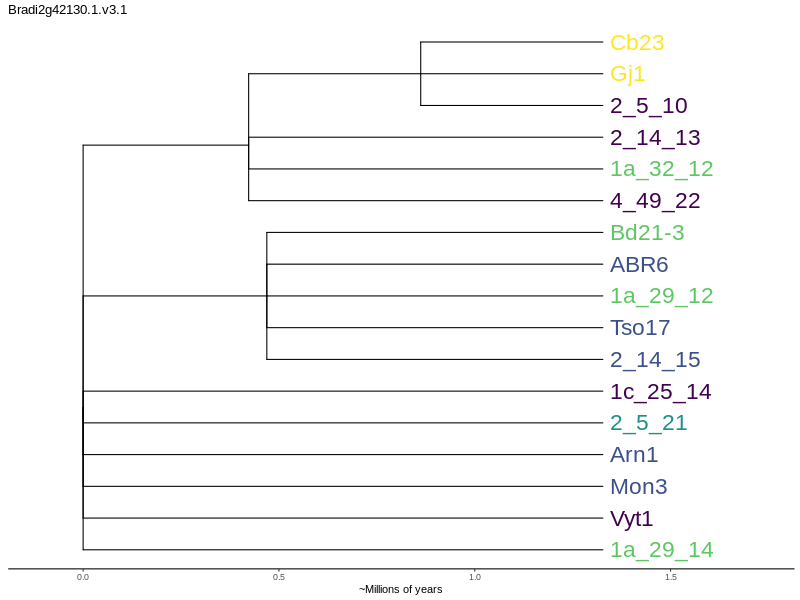 Bradi2g42130.1.v3.1
Cb23
Gj1
2_5_10
2_14_13
1a_32_12
4_49_22
Bd21-3
ABR6
1a_29_12
Tso17
2_14_15
1c_25_14
2_5_21
Arn1
Mon3
Vyt1
1a_29_14
0.0 0.5 1.0 1.5
~Millions of years